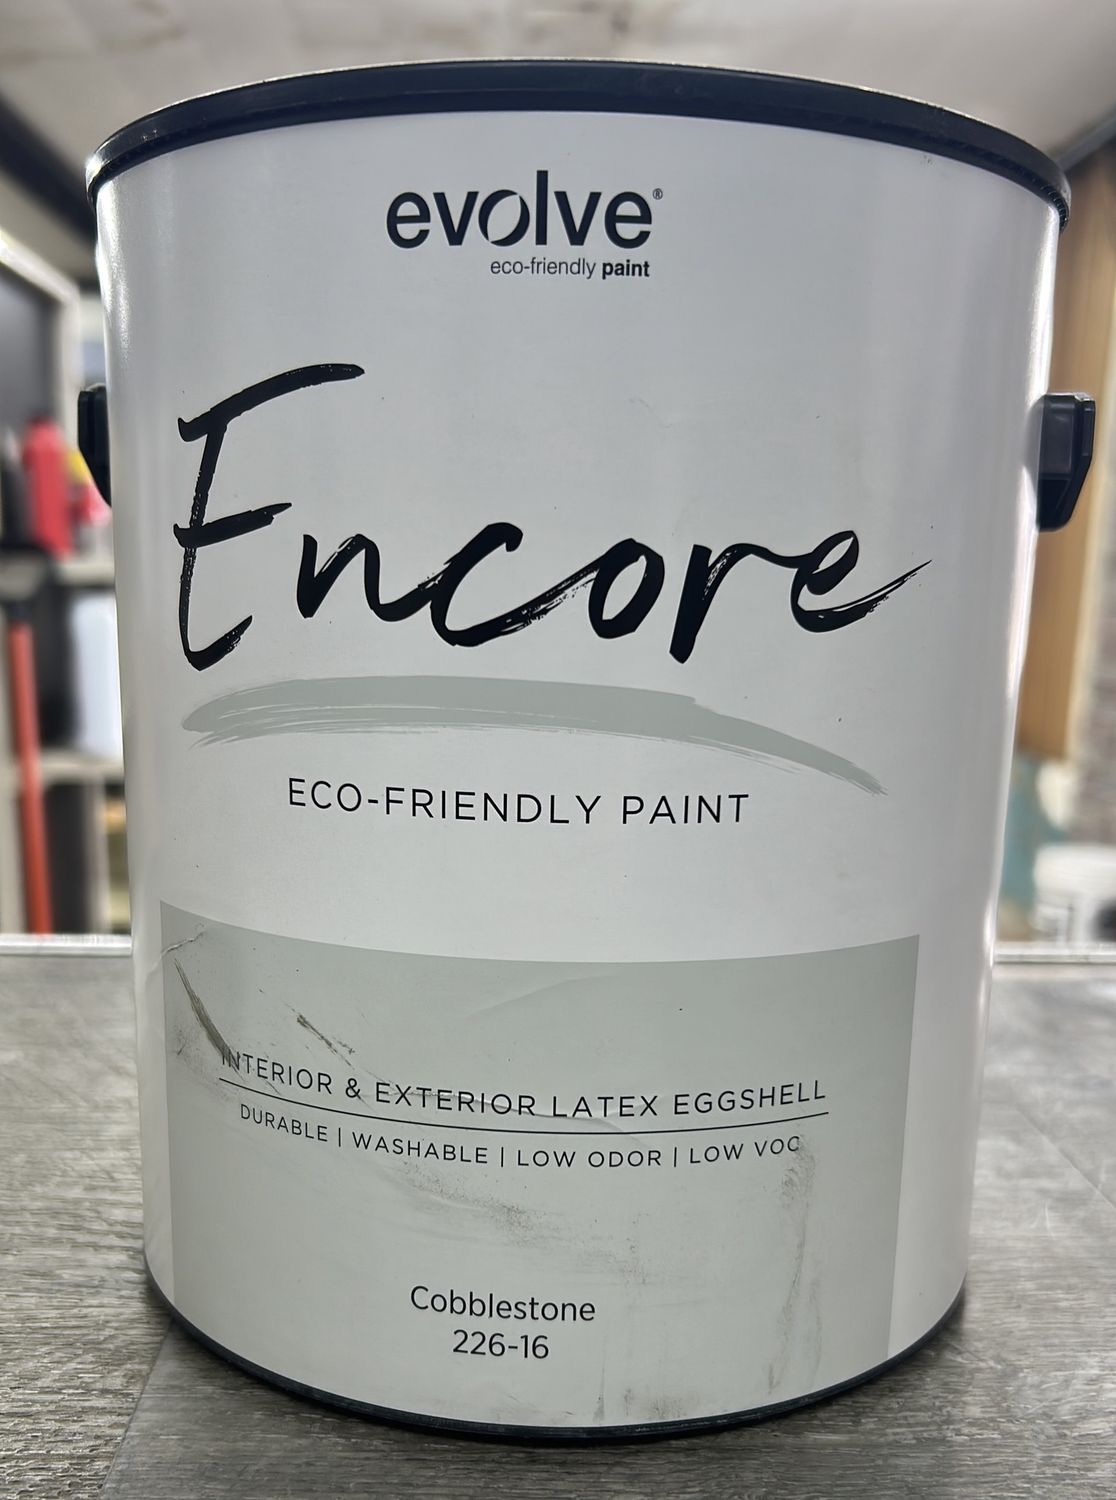 evolve®
eco-friendly paint
Encore
ECO-FRIENDLY PAINT
INTERIOR & EXTERIOR LATEX EGGSHELL
DURABLE | WASHABLE | LOW ODOR | LOW VOC
Cobblestone
226-16